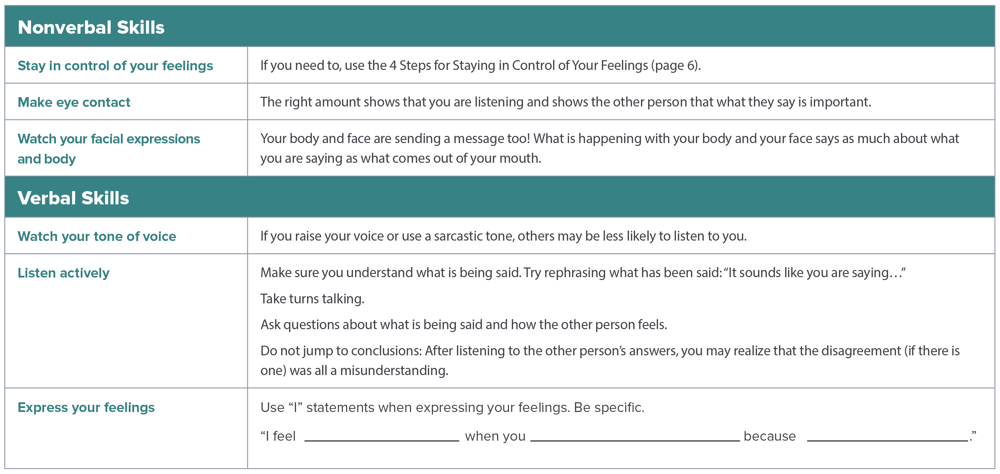 Nonverbal Skills
Stay in control of your feelings
If you need to, use the 4 Steps for Staying in Control of Your Feelings (page 6).
Make eye contact
The right amount shows that you are listening and shows the other person that what they say is important.
Watch your facial expressions
and body
Your body and face are sending a message too! What is happening with your body and your face says as much about what
you are saying as what comes out of your mouth.
Verbal Skills
Watch your tone of voice
If you raise your voice or use a sarcastic tone, others may be less likely to listen to you.
Listen actively
Make sure you understand what is being said. Try rephrasing what has been said: “It sounds like you are saying…”
Take turns talking.
Ask questions about what is being said and how the other person feels.
Do not jump to conclusions: After listening to the other person’s answers, you may realize that the disagreement (if there is
one) was all a misunderstanding.
Express your feelings
Use “I” statements when expressing your feelings. Be specific.
“I feel ____________ when you ________________ because ____________.”